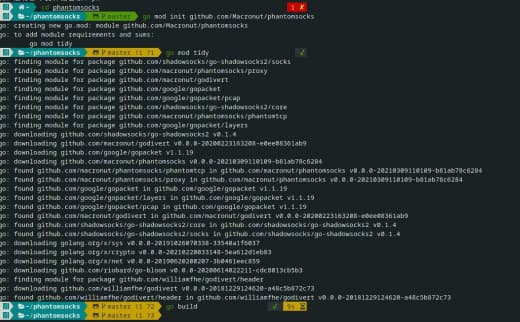 cd phantomsocks 1 ✗
~/phantomsocks master go mod init github.com/Macronut/phantomsocks
go: creating new go.mod: module github.com/Macronut/phantomsocks
go: to add module requirements and sums:
go mod tidy
~/phantomsocks master !1 ?1 go mod tidy ✓
go: finding module for package github.com/shadowsocks/go-shadowsocks2/socks
go: finding module for package github.com/macronut/phantomsocks/proxy
go: finding module for package github.com/macronut/godivert
go: finding module for package github.com/google/gopacket
go: finding module for package github.com/google/gopacket/pcap
go: finding module for package github.com/shadowsocks/go-shadowsocks2/core
go: finding module for package github.com/macronut/phantomsocks/phantomtcp
go: finding module for package github.com/google/gopacket/layers
go: downloading github.com/shadowsocks/go-shadowsocks2 v0.1.4
go: downloading github.com/macronut/godivert v0.0.0-20200223163208-e0ee08361ab9
go: downloading github.com/google/gopacket v1.1.19
go: downloading github.com/macronut/phantomsocks v0.0.0-20210309110109-b81ab78c6284
go: found github.com/macronut/phantomsocks/phantomtcp in github.com/macronut/phantomsocks v0.0.0-20210309110109-b81ab78c6284
go: found github.com/macronut/phantomsocks/proxy in github.com/macronut/phantomsocks v0.0.0-20210309110109-b81ab78c6284
go: found github.com/google/gopacket in github.com/google/gopacket v1.1.19
go: found github.com/google/gopacket/layers in github.com/google/gopacket v1.1.19
go: found github.com/google/gopacket/pcap in github.com/google/gopacket v1.1.19
go: found github.com/macronut/godivert in github.com/macronut/godivert v0.0.0-20200223163208-e0ee08361ab9
go: found github.com/shadowsocks/go-shadowsocks2/core in github.com/shadowsocks/go-shadowsocks2 v0.1.4
go: found github.com/shadowsocks/go-shadowsocks2/socks in github.com/shadowsocks/go-shadowsocks2 v0.1.4
go: downloading golang.org/x/sys v0.0.0-20191026070338-33540a1f6037
go: downloading golang.org/x/crypto v0.0.0-20210220033148-5ea612d1eb83
go: downloading golang.org/x/net v0.0.0-20190620200207-3b0461eec859
go: downloading github.com/riobard/go-bloom v0.0.0-20200614022211-cdc8013cb5b3
go: finding module for package github.com/williamfhe/godivert/header
go: downloading github.com/williamfhe/godivert v0.0.0-20181229124620-a48c5b872c73
go: found github.com/williamfhe/godivert/header in github.com/williamfhe/godivert v0.0.0-20181229124620-a48c5b872c73
~/phantomsocks master !1 ?2 go build ✓ 9s
~/phantomsocks master !1 ?3